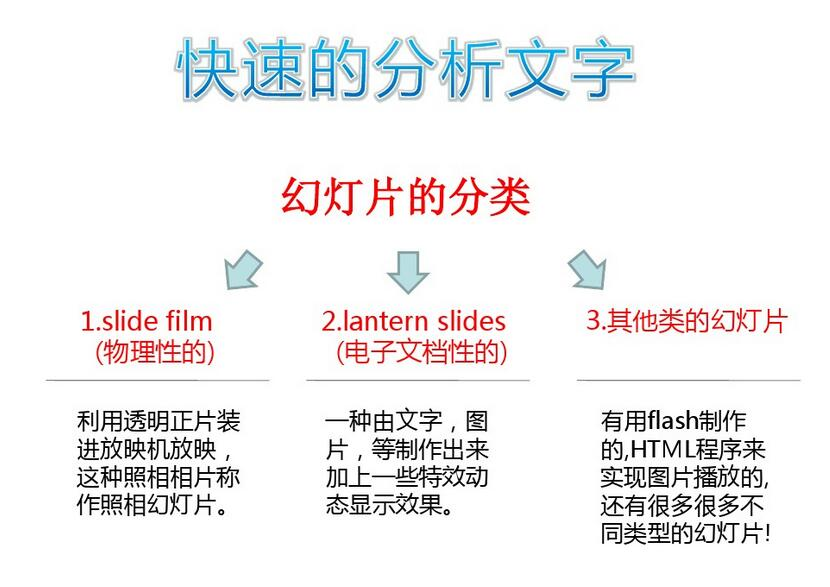 快速的分析文字
幻灯片的分类
1.slide film
(物理性的)
利用透明正片装
进放映机放映，
这种照相相片称
作照相幻灯片。
2.lantern slides
(电子文档性的)
一种由文字，图
片，等制作出来
加上一些特效动
态显示效果。
3.其他类的幻灯片
有用flash制作
的,HTML程序来
实现图片播放的,
还有很多很多不
同类型的幻灯片!